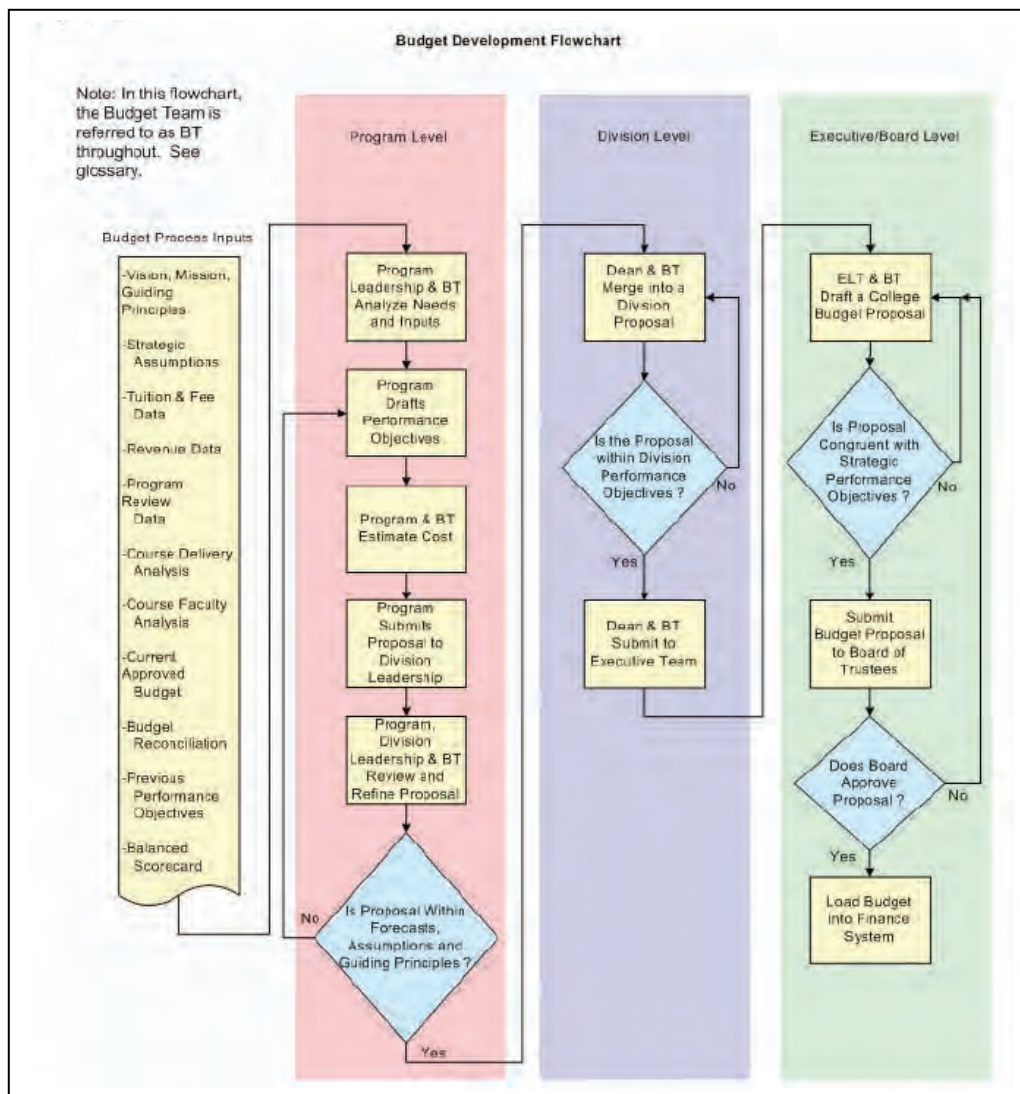 Budget Development Flowchart
Note: In this flowchart,
the Budget Team is
referred to as BT
throughout. See
glossary.
Budget Process Inputs
-Vision, Mission,
Guiding
Principles
-Strategic
Assumptions
-Tuition & Fee
Data
-Revenue Data
-Program
Review
Data
-Course Delivery
Analysis
-Course Faculty
Analysis
-Current
Approved
Budget
-Budget
Reconciliation
-Previous
Performance
Objectives
-Balanced
Scorecard
Program Level
Program
Leadership & BT
Analyze Needs
and Inputs
Program
Drafts
Performance
Objectives
Program & BT
Estimate Cost
Program
Submits
Proposal to
Division
Leadership
Program,
Division
Leadership & BT
Review and
Refine Proposal
Is Proposal Within
Forecasts,
Assumptions and
Guiding Principles ?
No
Yes
Division Level
Dean & BT
Merge into a
Division
Proposal
Is the Proposal
within Division
Performance
Objectives ?
No
Yes
Dean & BT
Submit to
Executive Team
Executive/Board Level
ELT & BT
Draft a College
Budget Proposal
Is Proposal
Congruent with
Strategic
Performance
Objectives ?
No
Yes
Submit
Budget Proposal
to Board of
Trustees
Does Board
Approve
Proposal ?
No
Yes
Load Budget
into Finance
System